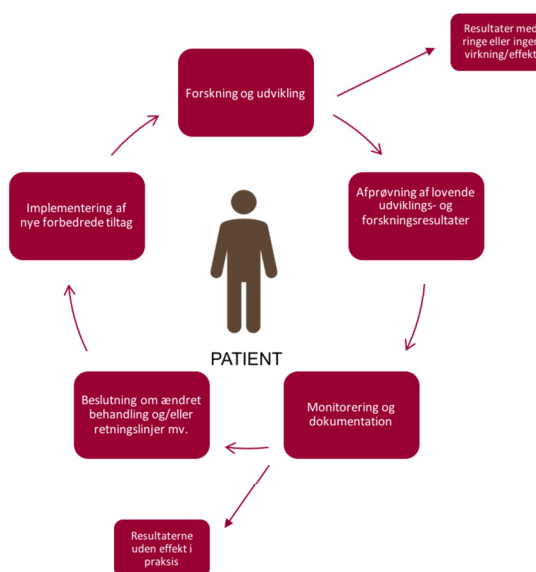 Resultater med
ringe eller ingen
virkning/effekt
Forskning og udvikling
Afprøvning af lovende
udviklings- og
forskningsresultater
Implementering af
nye forbedrede tiltag
PATIENT
Beslutning om ændret
behandling og/eller
retningslinjer mv.
Monitorering og
dokumentation
Resultaterne
uden effekt i
praksis